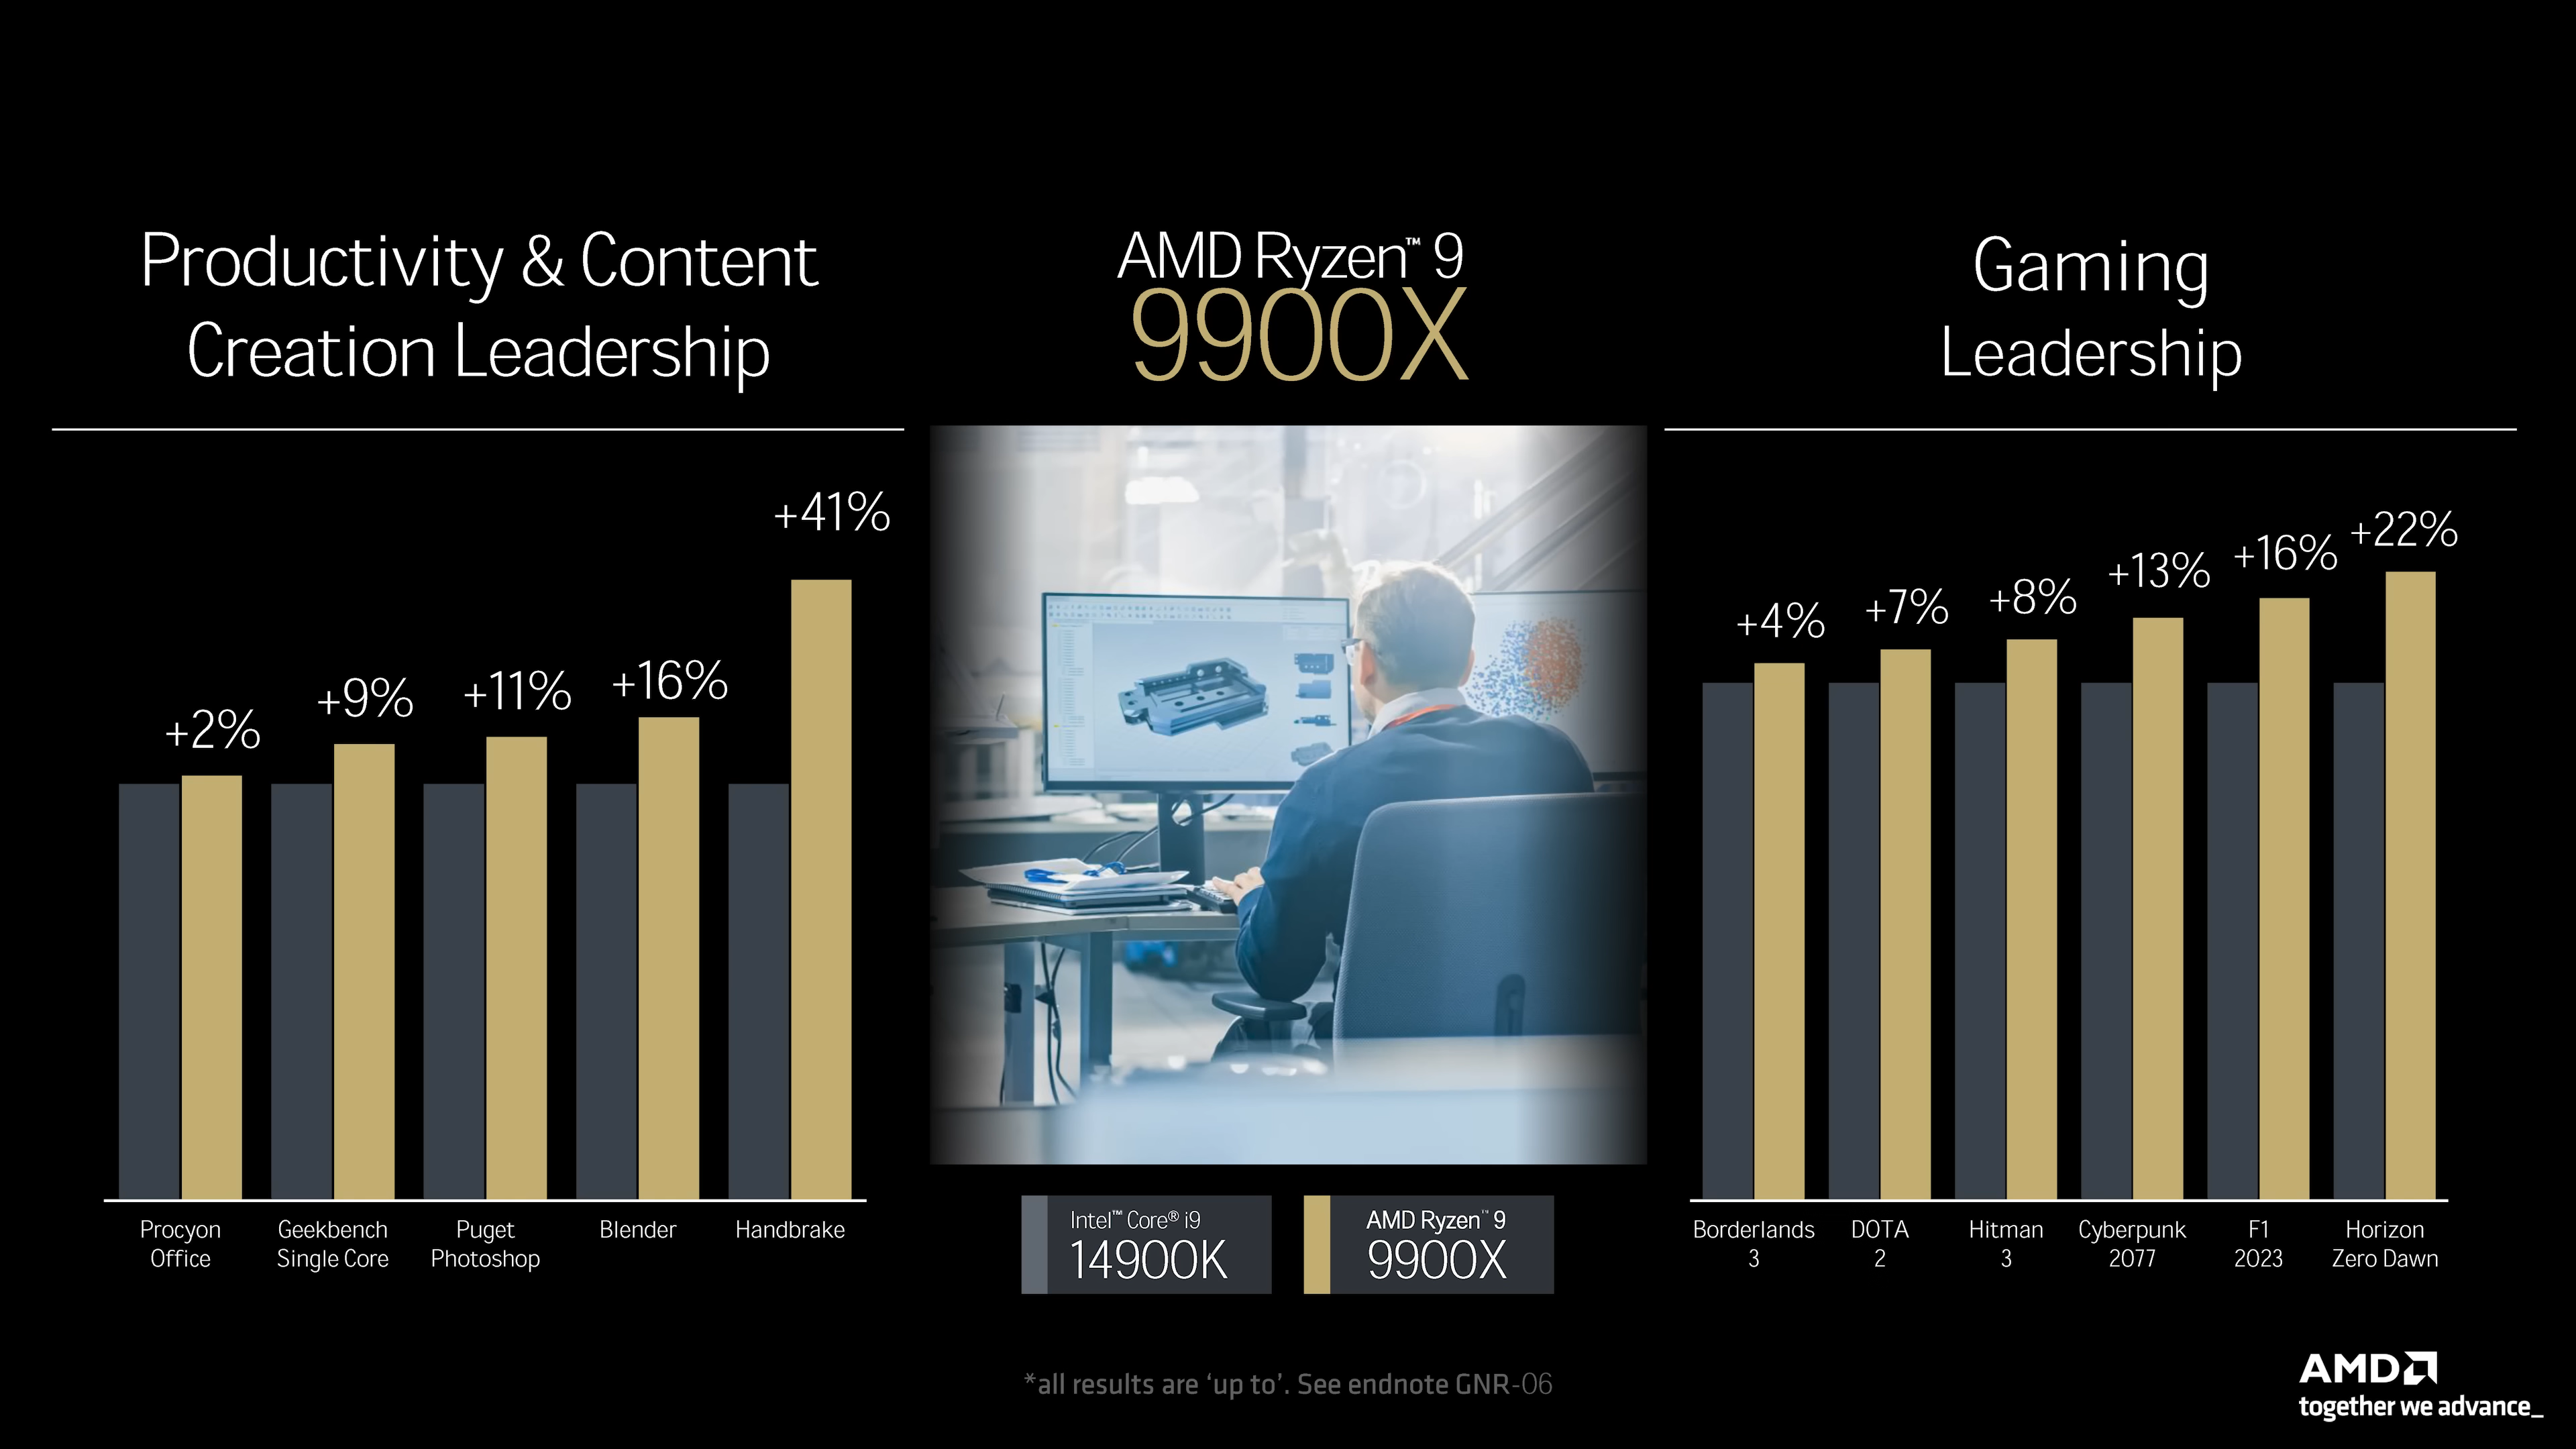 Productivity & Content
Creation Leadership
+2%
+9%
+11%
+16%
+41%
Procyon
Office
Geekbench
Single Core
Puget
Photoshop
Blender
Handbrake
AMD Ryzen™ 9
9900X
Intel™ Core® i9
14900K
AMD Ryzen™ 9
9900X
Gaming
Leadership
+4%
+7%
+8%
+13%
+16%
+22%
Borderlands
3
DOTA
2
Hitman
3
Cyberpunk
2077
F1
2023
Horizon
Zero Dawn
*all results are ‘up to’. See endnote GNR-06
AMD
together we advance_